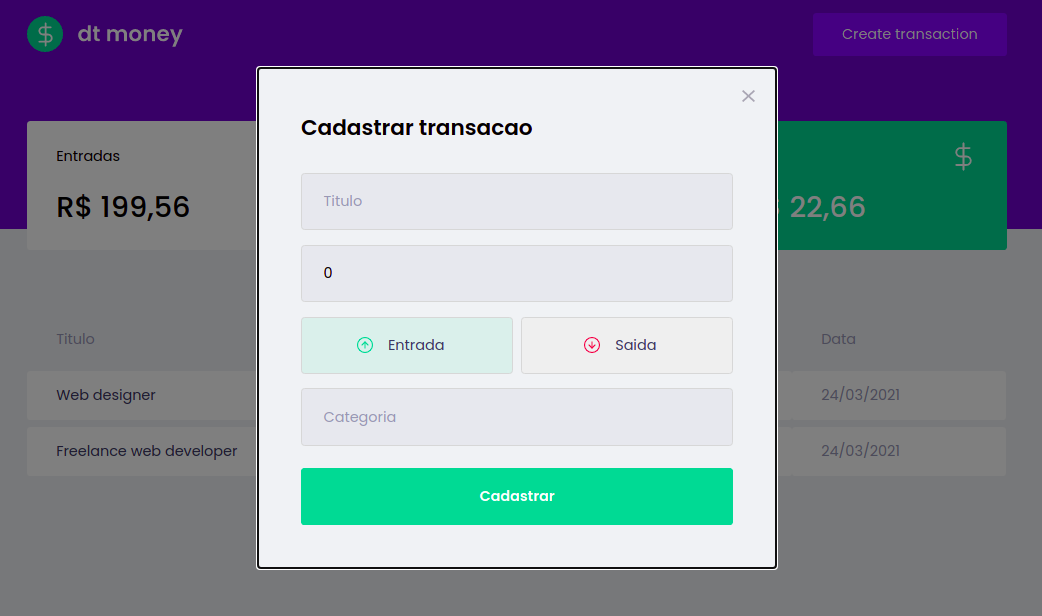 dt money
Create transaction
Cadastrar transacao
Entradas
R$ 199,56
22,66
Titulo
0
Entrada
Saida
Categoria
Cadastrar
Titulo
Data
Web designer
24/03/2021
Freelance web developer
24/03/2021